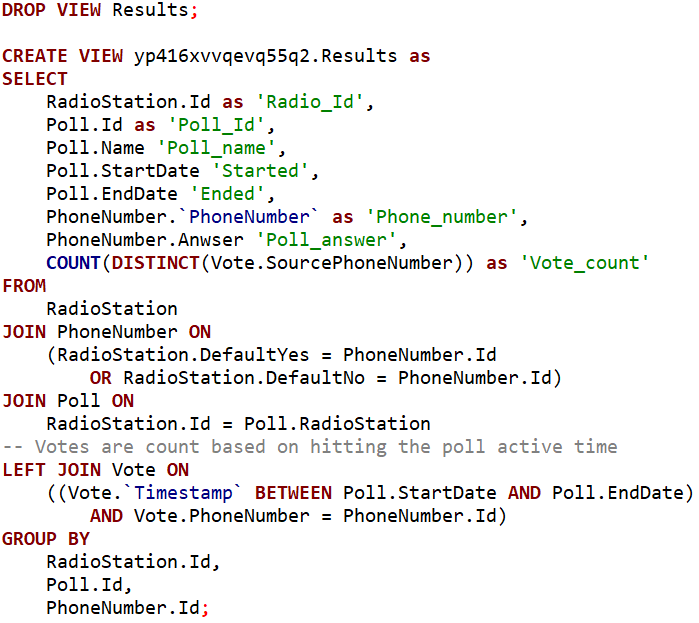 DROP VIEW Results;
CREATE VIEW yp416xvvqevq55q2.Results as
SELECT
RadioStation.Id as 'Radio_Id',
Poll.Id as 'Poll_Id',
Poll.Name 'Poll_name',
Poll.StartDate 'Started',
Poll.EndDate 'Ended',
PhoneNumber.`PhoneNumber` as 'Phone_number',
PhoneNumber.Anwser 'Poll_answer',
COUNT(DISTINCT(Vote.SourcePhoneNumber)) as 'Vote_count'
FROM
RadioStation
JOIN PhoneNumber ON
(RadioStation.DefaultYes = PhoneNumber.Id
OR RadioStation.DefaultNo = PhoneNumber.Id)
JOIN Poll ON
RadioStation.Id = Poll.RadioStation
-- Votes are count based on hitting the poll active time
LEFT JOIN Vote ON
((Vote.`Timestamp` BETWEEN Poll.StartDate AND Poll.EndDate)
AND Vote.PhoneNumber = PhoneNumber.Id)
GROUP BY
RadioStation.Id,
Poll.Id,
PhoneNumber.Id;